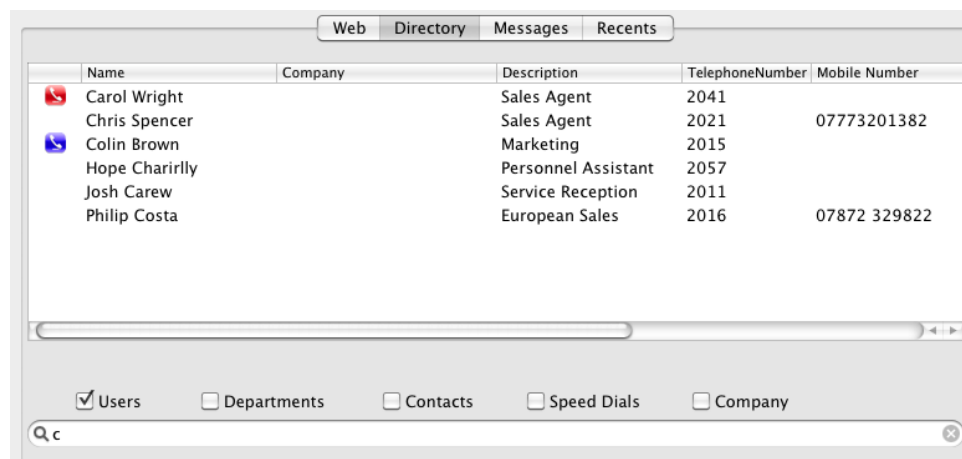 Web Directory Messages Recents
Name Company Description TelephoneNumber Mobile Number
Carol Wright Sales Agent 2041
Chris Spencer Sales Agent 2021 07773201382
Colin Brown Marketing 2015
Hope Charirlly Personnel Assistant 2057
Josh Carew Service Reception 2011
Philip Costa European Sales 2016 07872 329822
Users Departments Contacts Speed Dials Company
c